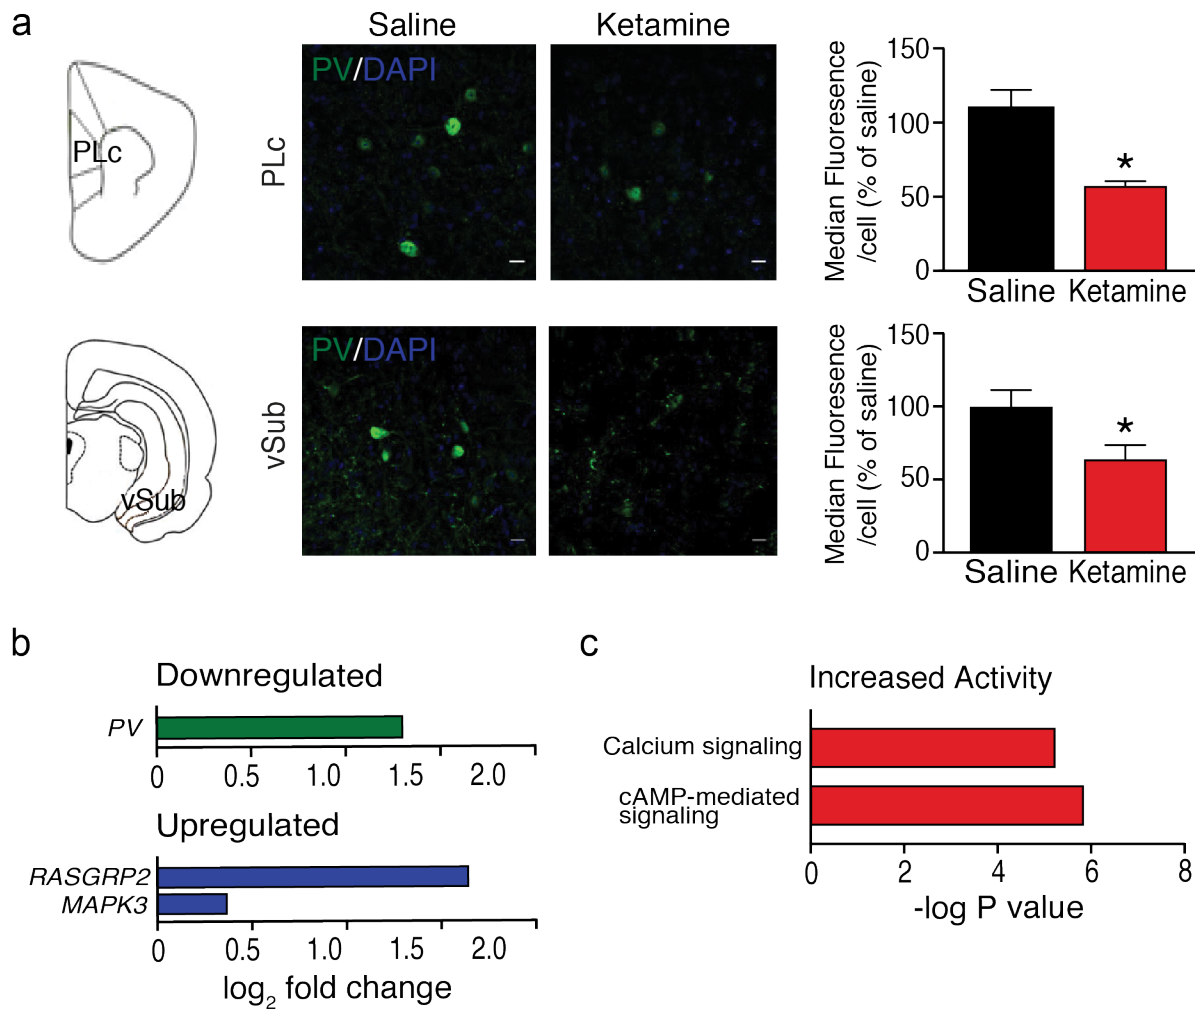 a
Saline
Ketamine
PLc
PLc
PV/DAPI
150
100
50
0
Median Fluoresence
/cell (% of saline)
*
Saline
Ketamine
vSub
vSub
PV/DAPI
150
100
50
0
Median Fluoresence
/cell (% of saline)
*
Saline
Ketamine
b
Downregulated
PV
0 0.5 1.0 1.5 2.0
Upregulated
RASGRP2
MAPK3
0 0.5 1.0 1.5 2.0
log2 fold change
c
Increased Activity
Calcium signaling
cAMP-mediated
signaling
0 2 4 6 8
-log P value